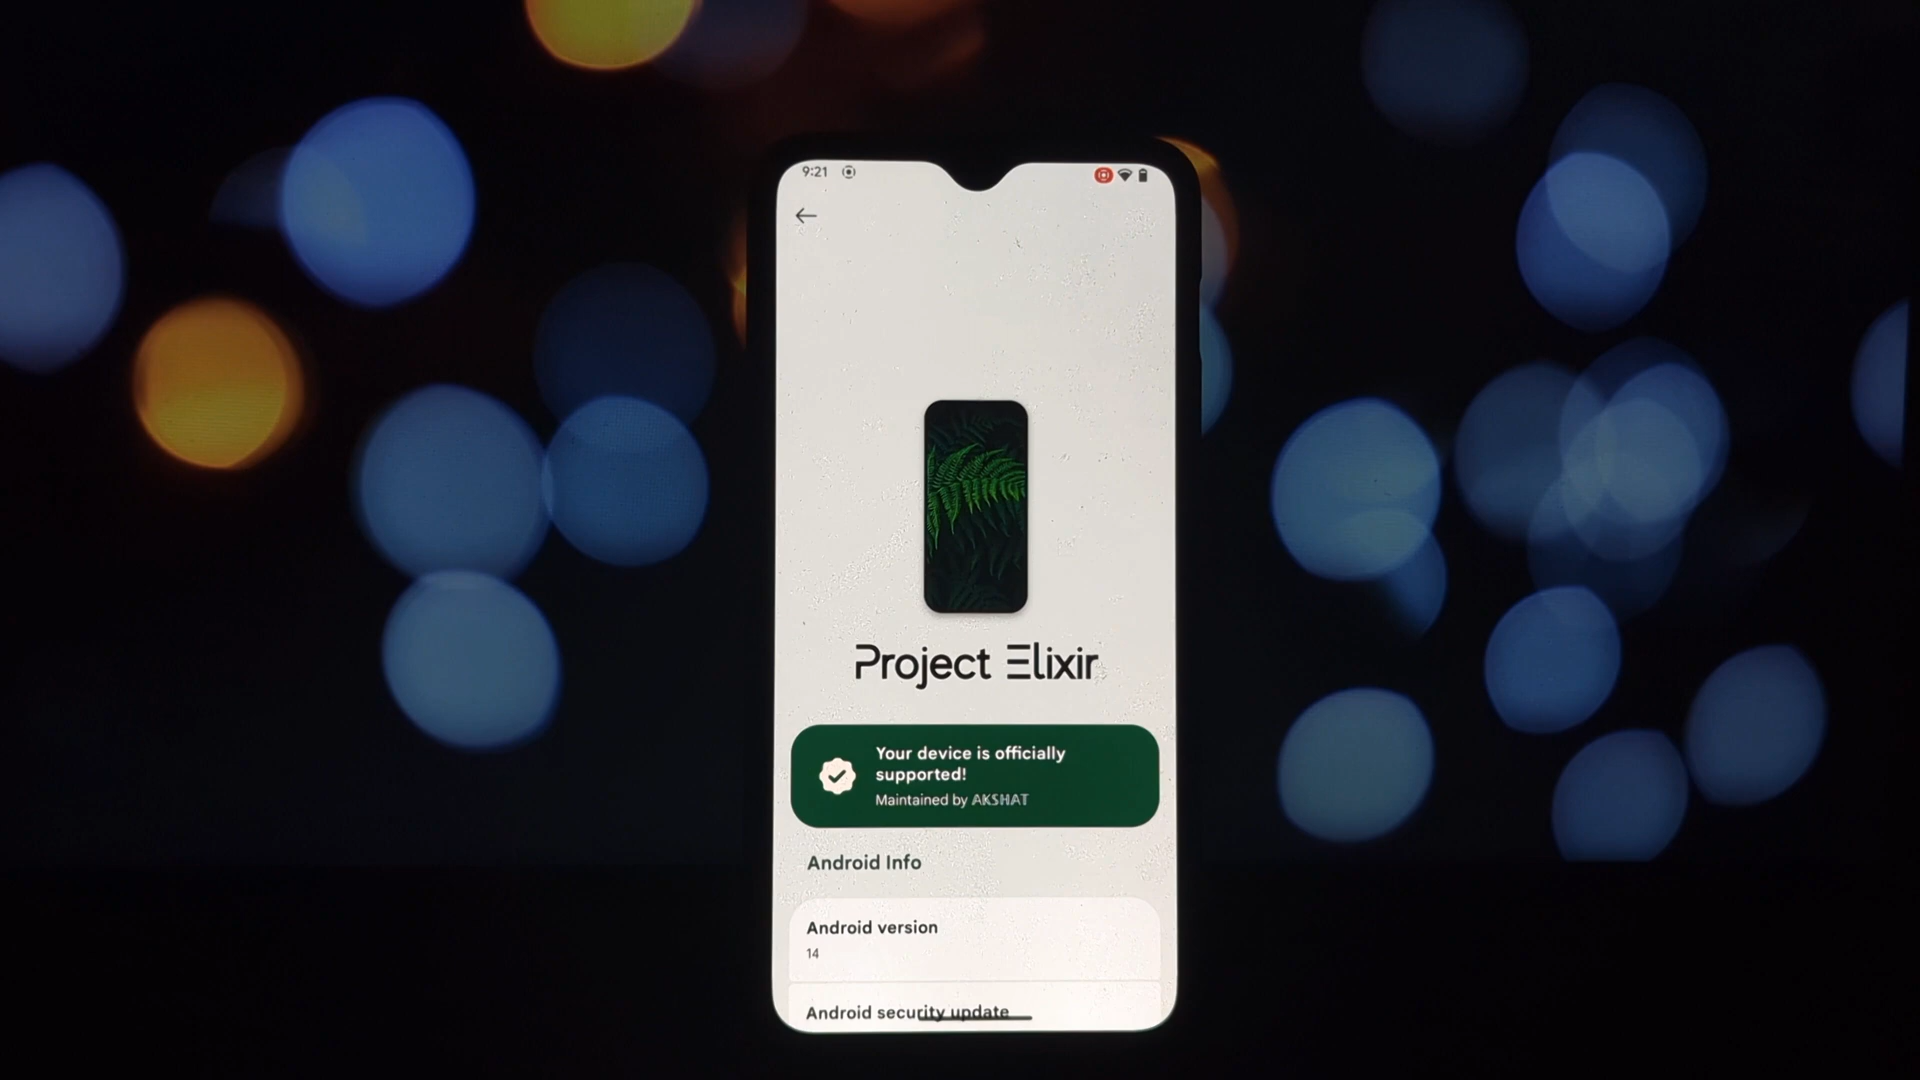 9:21
Project Elixir
Your device is officially
supported!
Maintained by AKSHAT
Android Info
Android version
14
Android security update